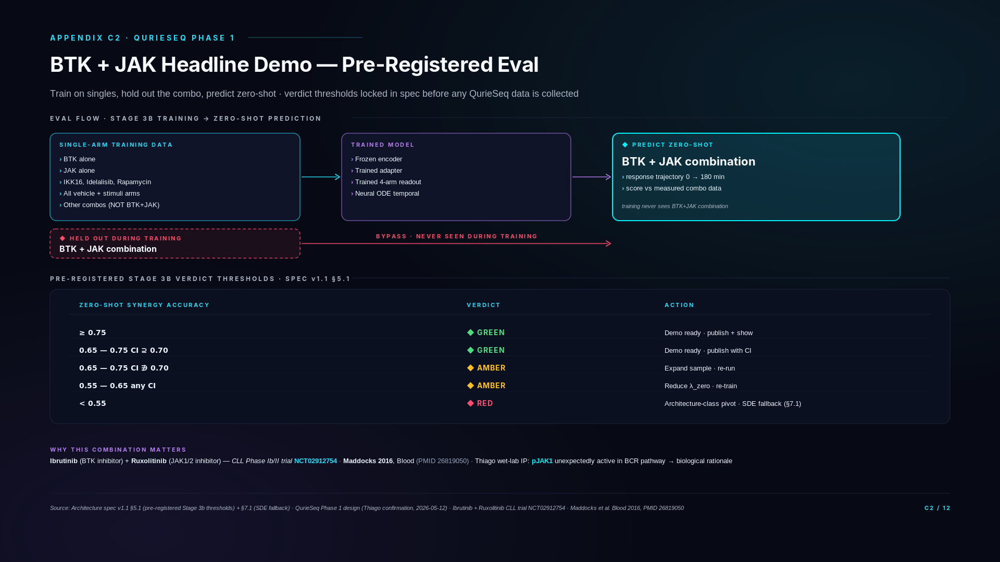 APPENDIX C2 · QURIESEQ PHASE 1
BTK + JAK Headline Demo — Pre-Registered Eval
Train on singles, hold out the combo, predict zero-shot · verdict thresholds locked in spec before any QurieSeq data is collected
EVAL FLOW · STAGE 3B TRAINING → ZERO-SHOT PREDICTION
SINGLE-ARM TRAINING DATA
› BTK alone
› JAK alone
› IKK16, Idelalisib, Rapamycin
› All vehicle + stimuli arms
› Other combos (NOT BTK+JAK)
TRAINED MODEL
› Frozen encoder
› Trained adapter
› Trained 4-arm readout
› Neural ODE temporal
◆ PREDICT ZERO-SHOT
BTK + JAK combination
› response trajectory 0 → 180 min
› score vs measured combo data
training never sees BTK+JAK combination
◆ HELD OUT DURING TRAINING
BTK + JAK combination
BYPASS · NEVER SEEN DURING TRAINING
PRE-REGISTERED STAGE 3B VERDICT THRESHOLDS · SPEC v1.1 §5.1
ZERO-SHOT SYNERGY ACCURACY VERDICT ACTION
≥ 0.75 ◆ GREEN Demo ready · publish + show
0.65 — 0.75 CI ⊇ 0.70 ◆ GREEN Demo ready · publish with CI
0.65 — 0.75 CI ∌ 0.70 ◆ AMBER Expand sample · re-run
0.55 — 0.65 any CI ◆ AMBER Reduce λ_zero · re-train
< 0.55 ◆ RED Architecture-class pivot · SDE fallback (§7.1)
WHY THIS COMBINATION MATTERS
Ibrutinib (BTK inhibitor) + Ruxolitinib (JAK1/2 inhibitor) — CLL Phase Ib/II trial NCT02912754 · Maddocks 2016, Blood (PMID 26819050) · Thiago wet-lab IP: pJAK1 unexpectedly active in BCR pathway → biological rationale
Source: Architecture spec v1.1 §5.1 (pre-registered Stage 3b thresholds) + §7.1 (SDE fallback) · QurieSeq Phase 1 design (Thiago confirmation, 2026-05-12) · Ibrutinib + Ruxolitinib CLL trial NCT02912754 · Maddocks et al. Blood 2016, PMID 26819050
C2 / 12